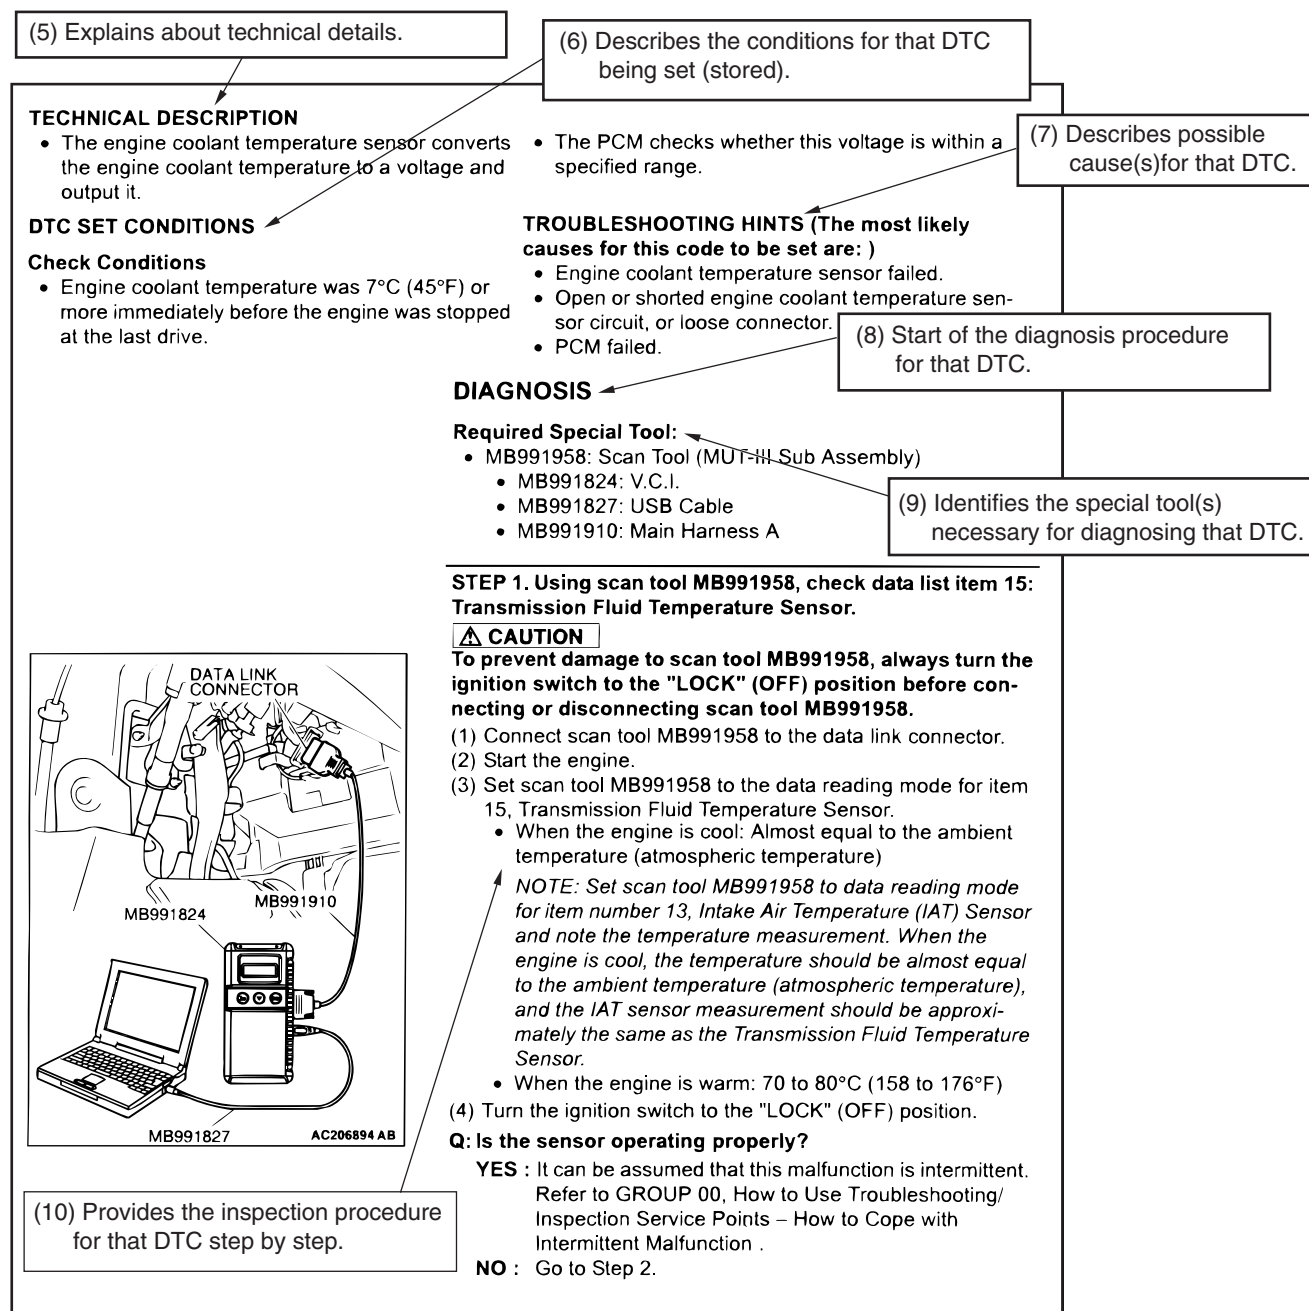 (5) Explains about technical details.
(6) Describes the conditions for that DTC
being set (stored).
TECHNICAL DESCRIPTION
• The engine coolant temperature sensor converts
the engine coolant temperature to a voltage and
output it.
• The PCM checks whether this voltage is within a
specified range.
(7) Describes possible
cause(s)for that DTC.
DTC SET CONDITIONS
Check Conditions
• Engine coolant temperature was 7°C (45°F) or
more immediately before the engine was stopped
at the last drive.
TROUBLESHOOTING HINTS (The most likely
causes for this code to be set are: )
• Engine coolant temperature sensor failed.
• Open or shorted engine coolant temperature sen-
sor circuit, or loose connector.
• PCM failed.
(8) Start of the diagnosis procedure
for that DTC.
DIAGNOSIS
Required Special Tool:
• MB991958: Scan Tool (MUT-III Sub Assembly)
• MB991824: V.C.I.
• MB991827: USB Cable
• MB991910: Main Harness A
(9) Identifies the special tool(s)
necessary for diagnosing that DTC.
STEP 1. Using scan tool MB991958, check data list item 15:
Transmission Fluid Temperature Sensor.
⚠ CAUTION
To prevent damage to scan tool MB991958, always turn the
ignition switch to the "LOCK" (OFF) position before con-
necting or disconnecting scan tool MB991958.
(1) Connect scan tool MB991958 to the data link connector.
(2) Start the engine.
(3) Set scan tool MB991958 to the data reading mode for item
15, Transmission Fluid Temperature Sensor.
• When the engine is cool: Almost equal to the ambient
temperature (atmospheric temperature)
NOTE: Set scan tool MB991958 to data reading mode
for item number 13, Intake Air Temperature (IAT) Sensor
and note the temperature measurement. When the
engine is cool, the temperature should be almost equal
to the ambient temperature (atmospheric temperature),
and the IAT sensor measurement should be approxi-
mately the same as the Transmission Fluid Temperature
Sensor.
• When the engine is warm: 70 to 80°C (158 to 176°F)
(4) Turn the ignition switch to the "LOCK" (OFF) position.
Q: Is the sensor operating properly?
YES : It can be assumed that this malfunction is intermittent.
Refer to GROUP 00, How to Use Troubleshooting/
Inspection Service Points – How to Cope with
Intermittent Malfunction .
NO : Go to Step 2.
DATA LINK
CONNECTOR
MB991824
MB991910
MB991827
AC206894 AB
(10) Provides the inspection procedure
for that DTC step by step.